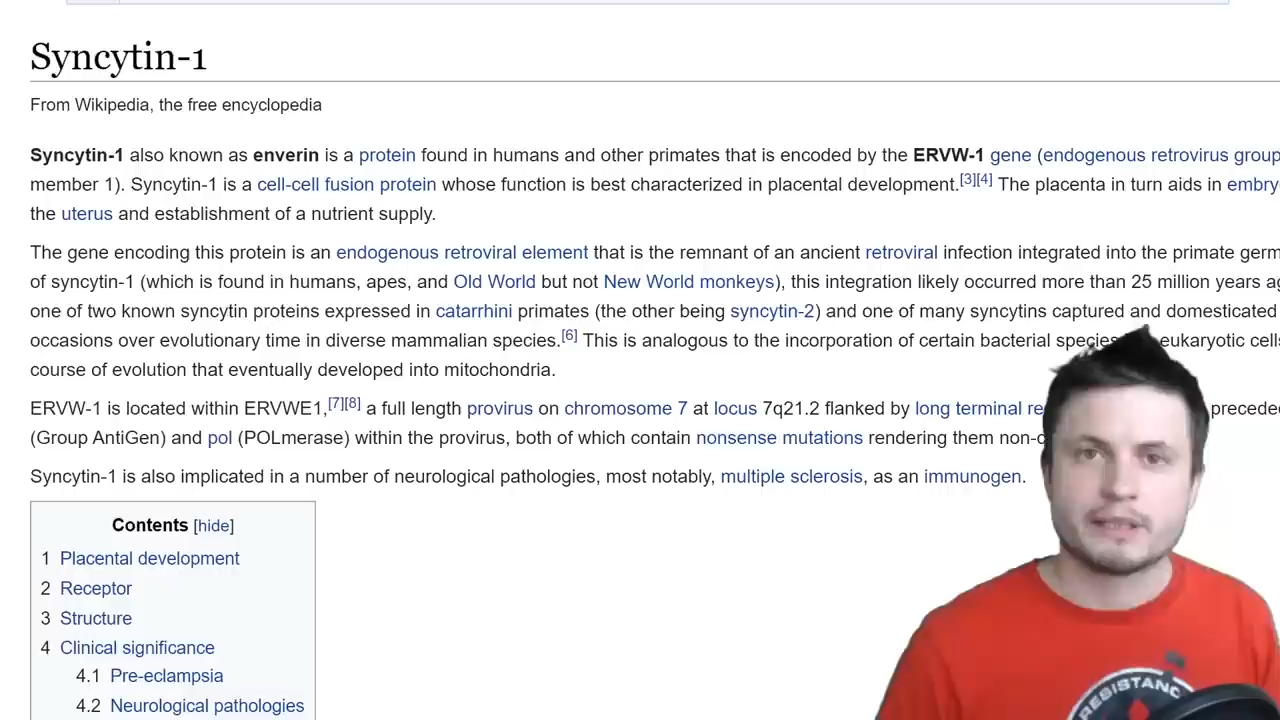 Syncytin-1
From Wikipedia, the free encyclopedia
Syncytin-1 also known as enverin is a protein found in humans and other primates that is encoded by the ERVW-1 gene (endogenous retrovirus group
member 1). Syncytin-1 is a cell-cell fusion protein whose function is best characterized in placental development.[3][4] The placenta in turn aids in
the uterus and establishment of a nutrient supply.
The gene encoding this protein is an endogenous retroviral element that is the remnant of an ancient retroviral infection integrated into the primate
of syncytin-1 (which is found in humans, apes, and Old World but not New World monkeys), this integration likely occurred more than 25 million years
one of two known syncytin proteins expressed in catarrhini primates (the other being syncytin-2) and one of many syncytins captured and domesticated
occasions over evolutionary time in diverse mammalian species.[6] This is analogous to the incorporation of certain bacterial species eukaryotic
course of evolution that eventually developed into mitochondria.
ERVW-1 is located within ERVWE1,[7][8] a full length provirus on chromosome 7 at locus 7q21.2 flanked by long terminal
(Group AntiGen) and pol (POLmerase) within the provirus, both of which contain nonsense mutations rendering them
Syncytin-1 is also implicated in a number of neurological pathologies, most notably, multiple sclerosis, as an immunogen.
Contents [hide]
1 Placental development
2 Receptor
3 Structure
4 Clinical significance
4.1 Pre-eclampsia
4.2 Neurological pathologies